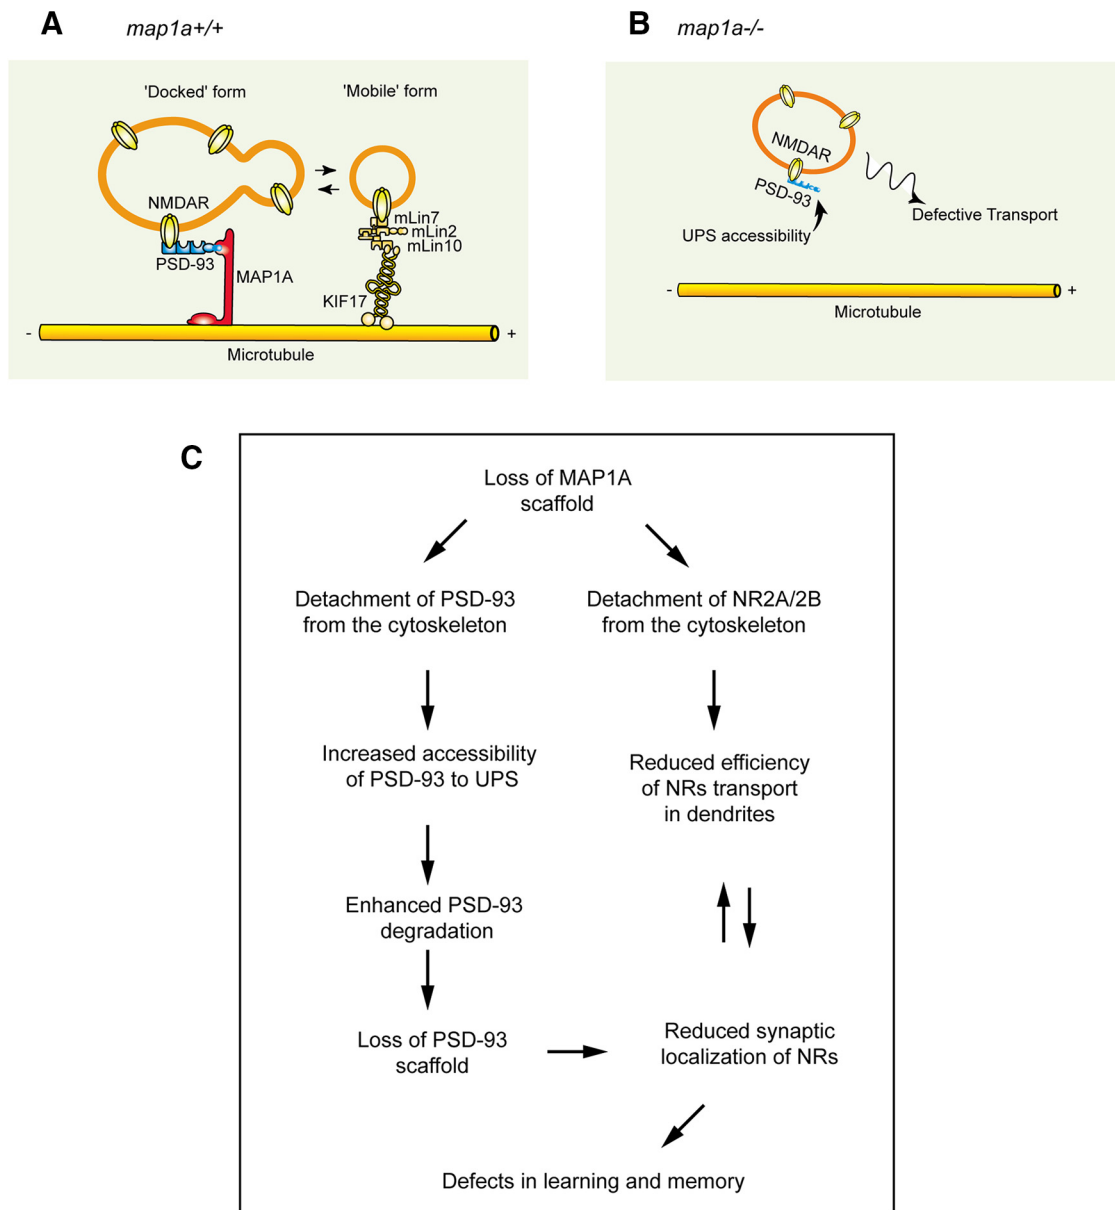 A
map1a+/+
'Docked' form
'Mobile' form
NMDAR
PSD-93
MAP1A
mLin7
mLin2
mLin10
KIF17
-
+
Microtubule
B
map1a-/-
NMDAR
PSD-93
UPS accessibility
Defective Transport
-
+
Microtubule
C
Loss of MAP1A
scaffold
Detachment of PSD-93
from the cytoskeleton
Detachment of NR2A/2B
from the cytoskeleton
Increased accessibility
of PSD-93 to UPS
Reduced efficiency
of NRs transport
in dendrites
Enhanced PSD-93
degradation
Loss of PSD-93
scaffold
Reduced synaptic
localization of NRs
Defects in learning and memory